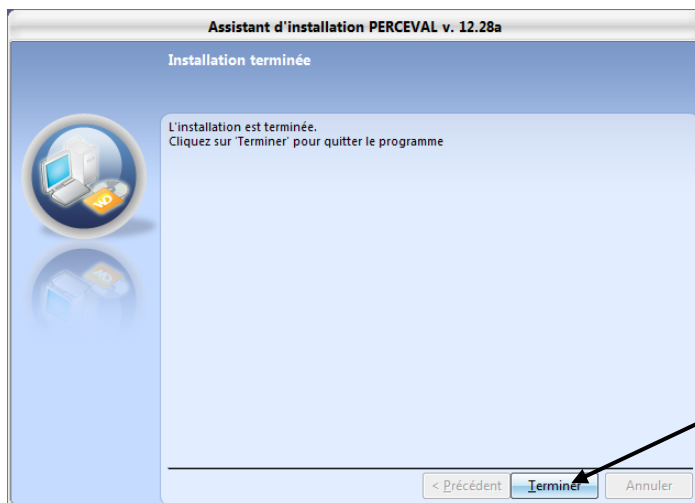 Assistant d'installation PERCEVAL v. 12.28a
Installation terminée
L'installation est terminée.
Cliquez sur 'Terminer' pour quitter le programme
WD
< Précédent
Terminer
Annuler